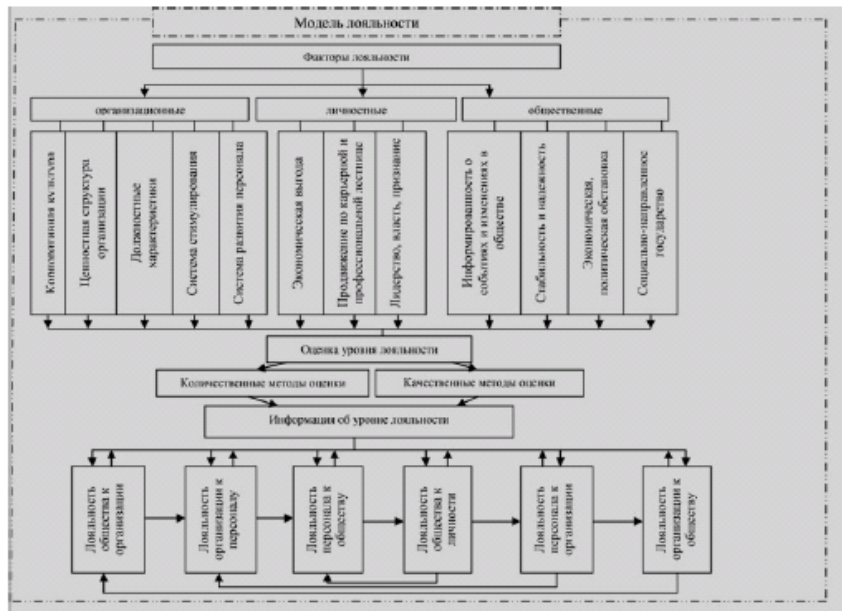 Модель лояльности
Факторы лояльности
организационные
личностные
общественные
Корпоративная культура
Ценностная структура
организации
Должностные
характеристики
Система стимулирования
Система развития персонала
Экономическая выгода
Продвижение по карьерной и
профессиональной лестнице
Лидерство, власть, признание
Информированность о
событиях и изменениях в
обществе
Стабильность и надежность
Экономическая,
политическая обстановка
Социально-направленное
государство
Оценка уровня лояльности
Количественные методы оценки
Качественные методы оценки
Информация об уровне лояльности
Лояльность
общества к
организации
Лояльность
организации к
персоналу
Лояльность
персонала к
обществу
Лояльность
общества к
личности
Лояльность
персонала к
организации
Лояльность
организации к
обществу